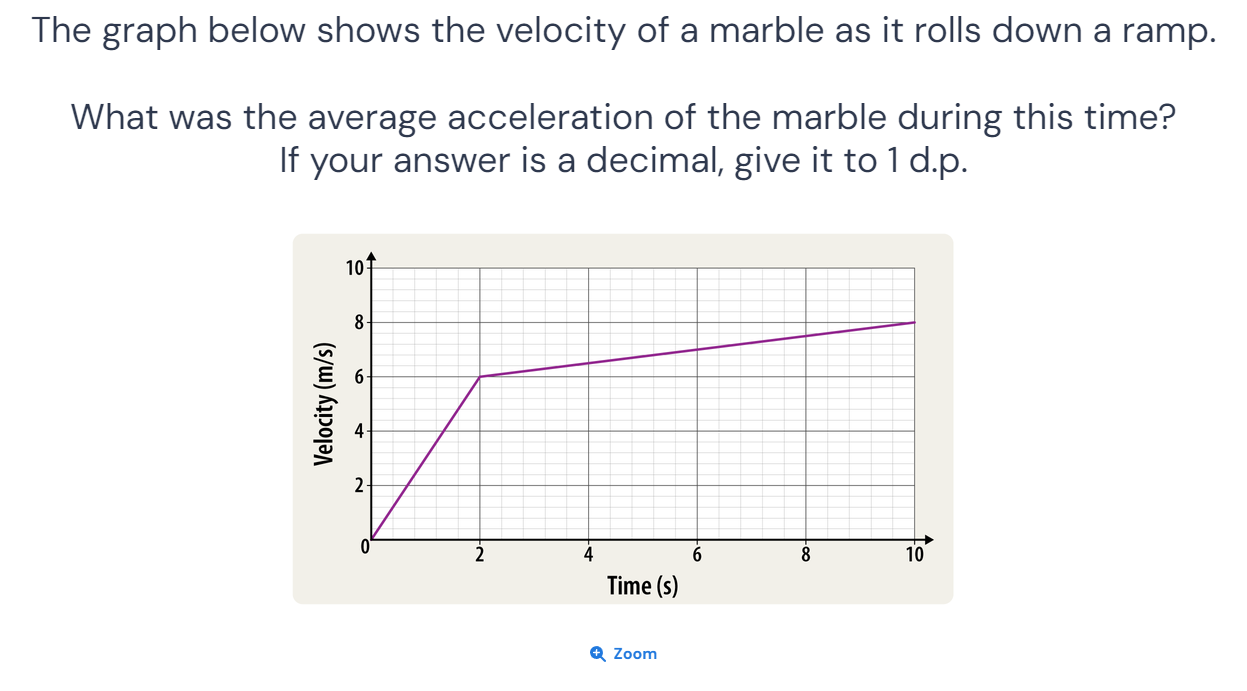 The graph below shows the velocity of a marble as it rolls down a ramp.
What was the average acceleration of the marble during this time?
If your answer is a decimal, give it to 1 d.p.
10
8
6
4
2
0
Velocity (m/s)
2 4 6 8 10
Time (s)
Zoom